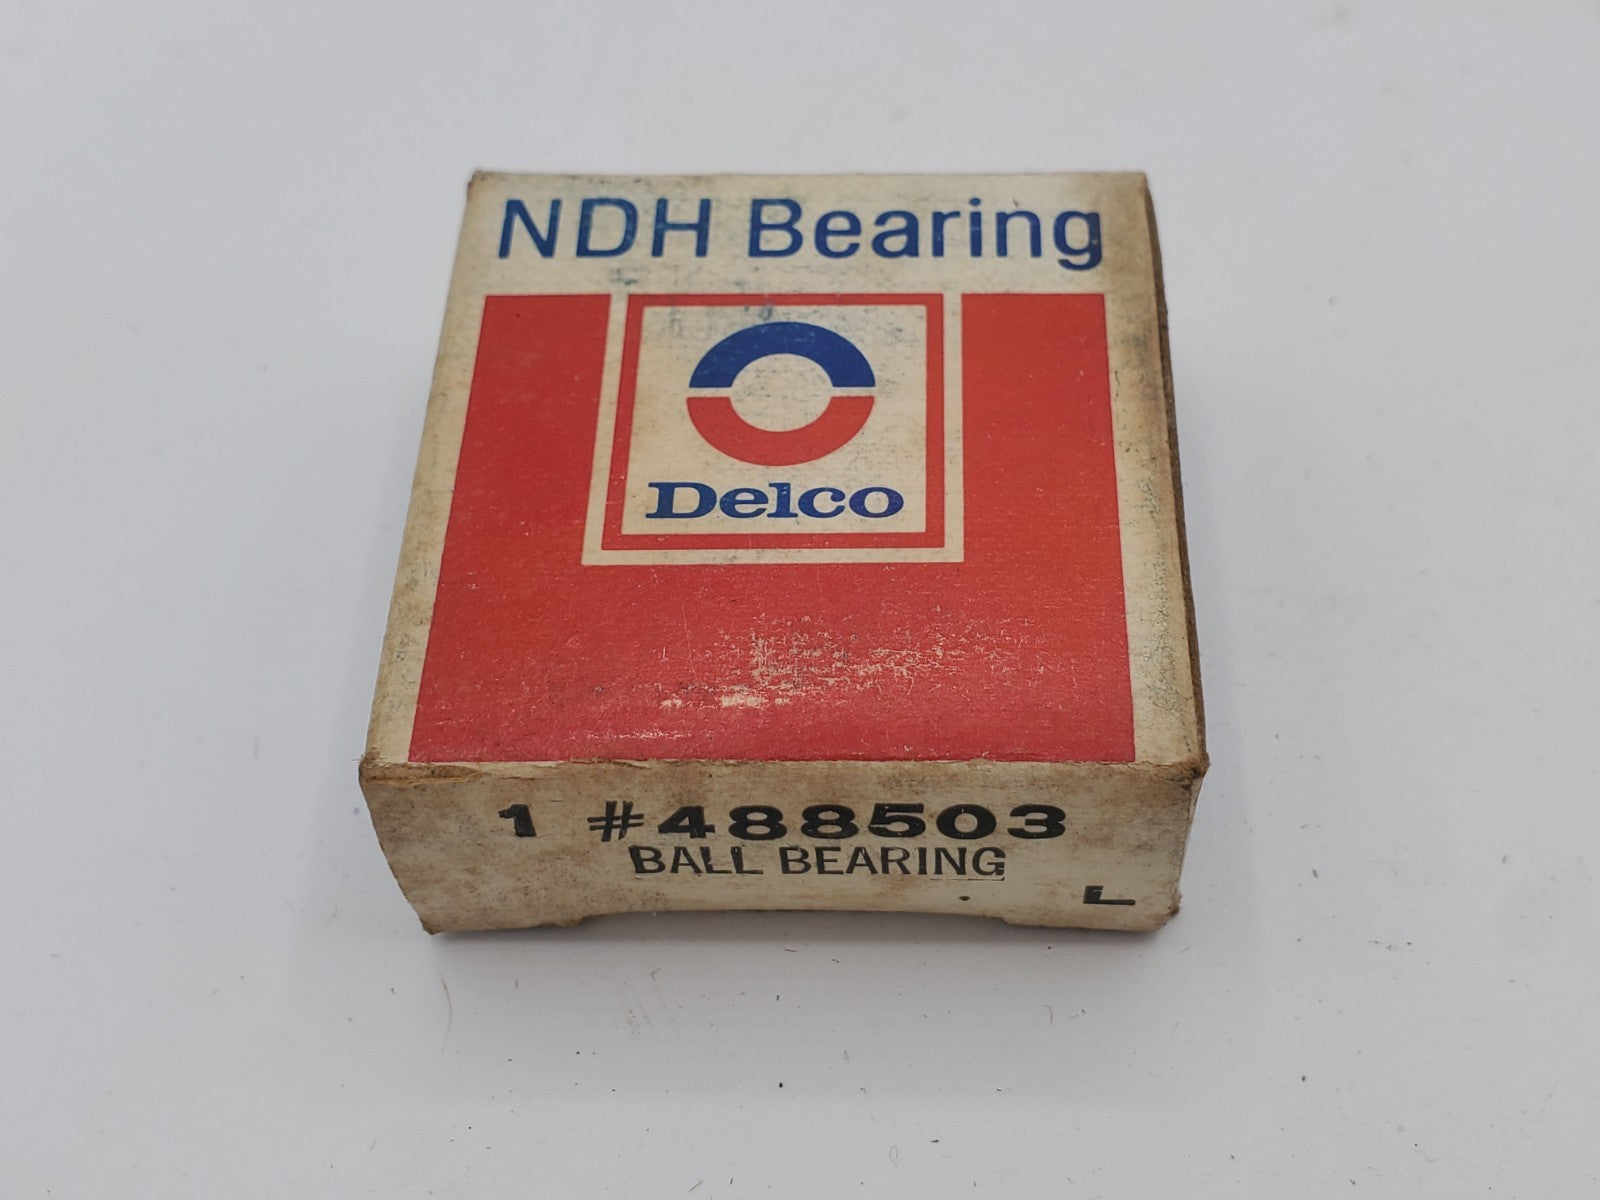 NDH Bearing
Delco
1 #488503
BALL BEARING
L